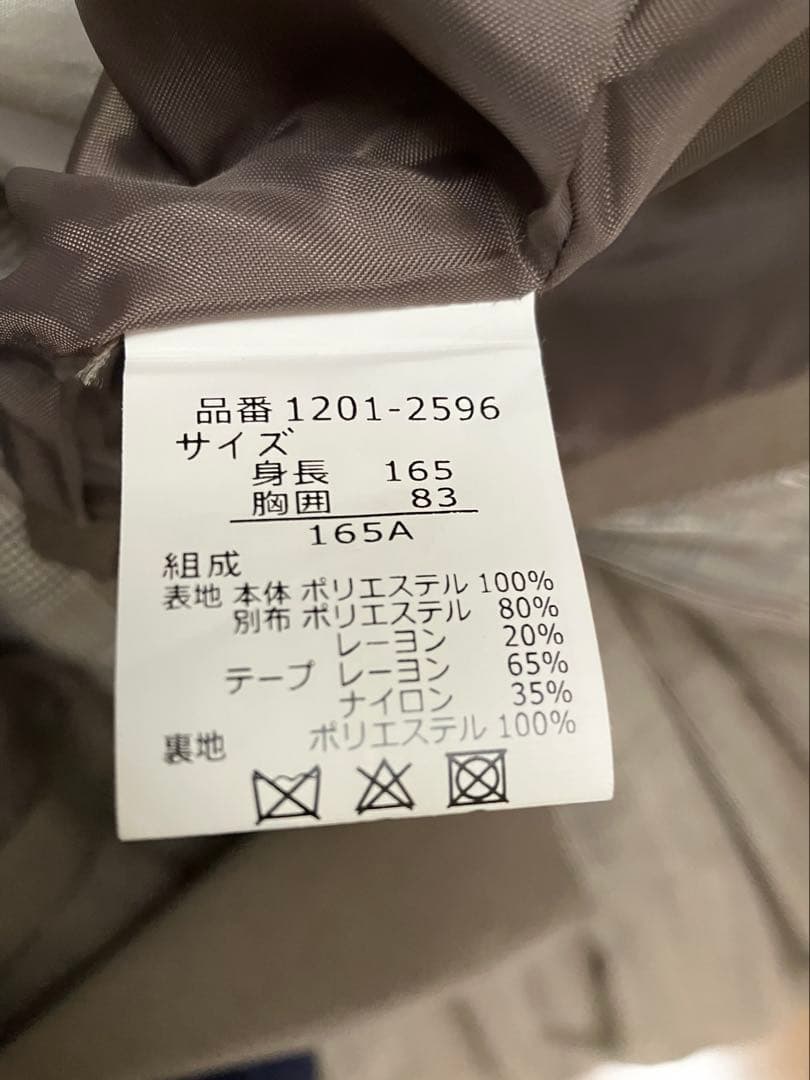 品番 1201-2596
サイズ
身長 165
胸囲 83
165A
組成
表地 本体 ポリエステル 100%
別布 ポリエステル 80%
レーヨン 20%
テープ レーヨン 65%
ナイロン 35%
裏地 ポリエステル 100%